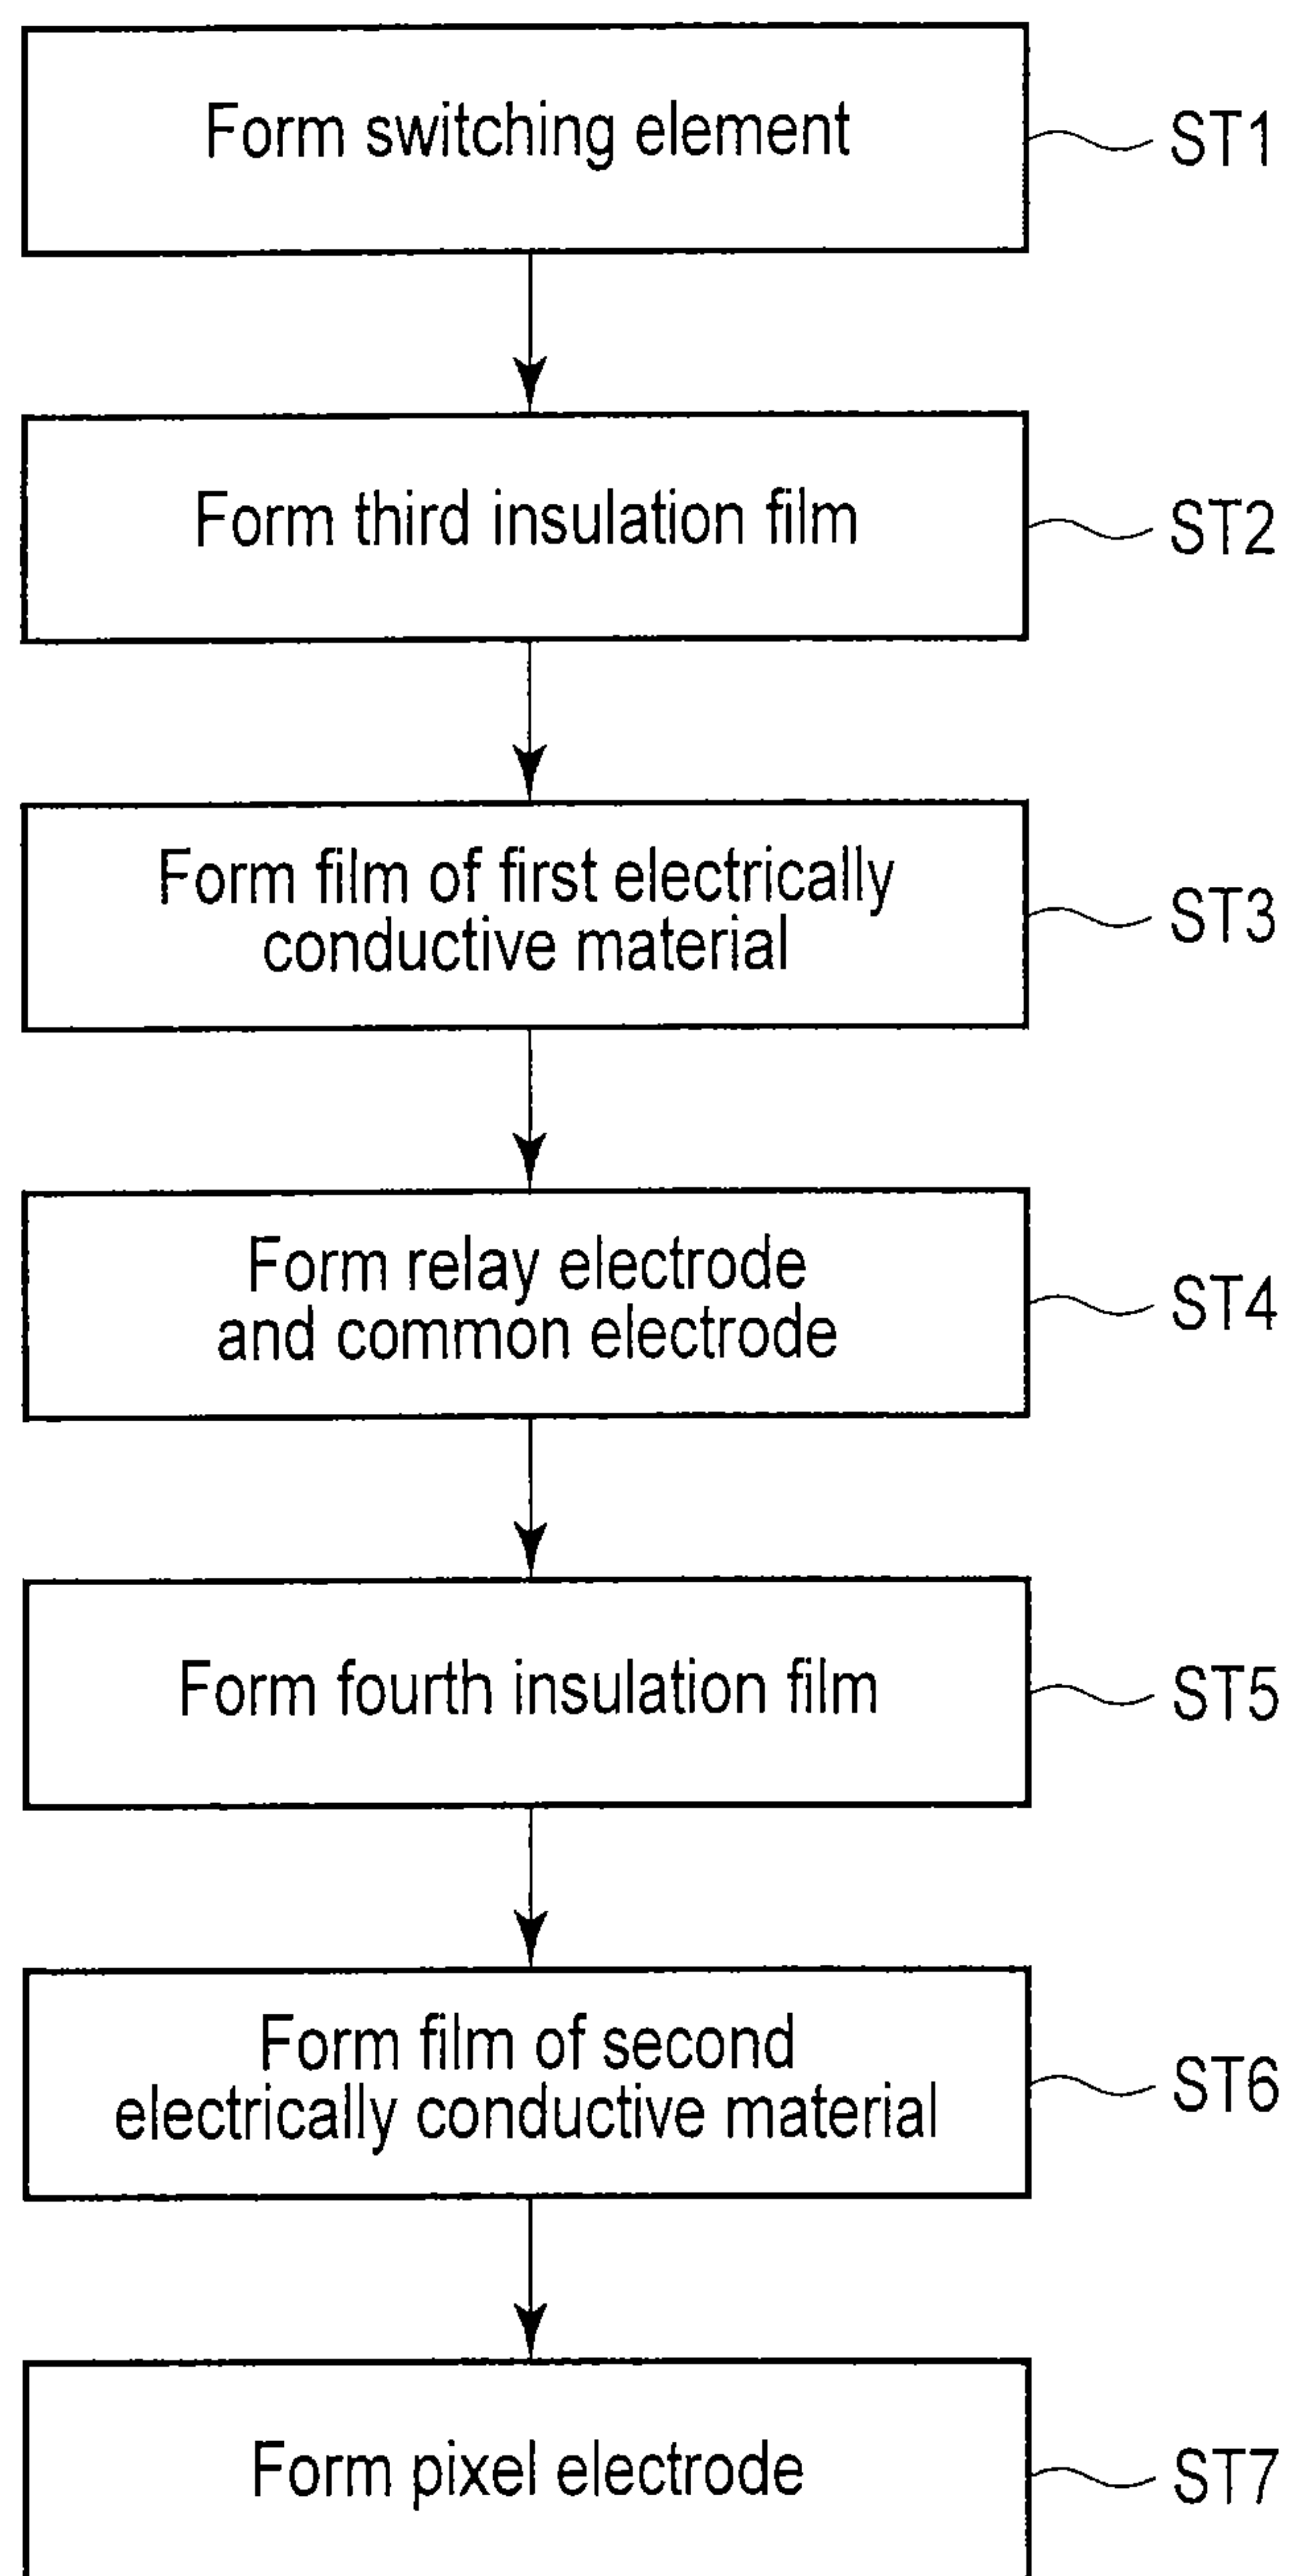 Form switching element
ST1
Form third insulation film
ST2
Form film of first electrically
conductive material
ST3
Form relay electrode
and common electrode
ST4
Form fourth insulation film
ST5
Form film of second
electrically conductive material
ST6
Form pixel electrode
ST7